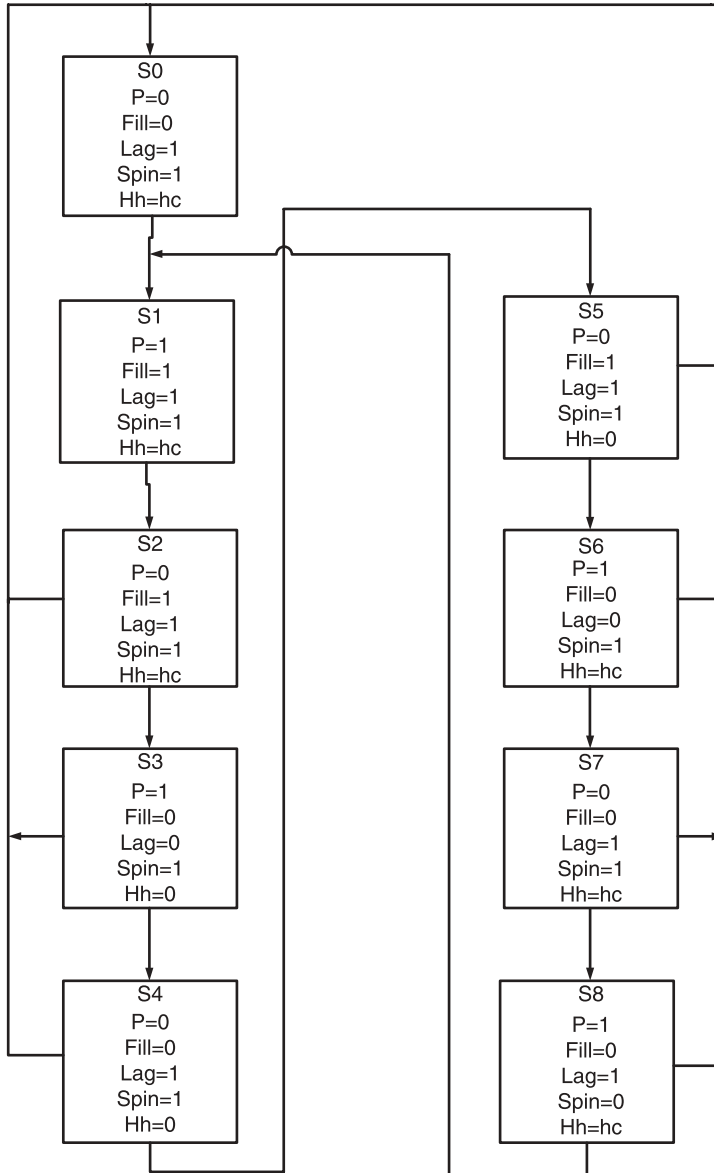 S0
P=0
Fill=0
Lag=1
Spin=1
Hh=hc
S1
P=1
Fill=1
Lag=1
Spin=1
Hh=hc
S2
P=0
Fill=1
Lag=1
Spin=1
Hh=hc
S3
P=1
Fill=0
Lag=0
Spin=1
Hh=0
S4
P=0
Fill=0
Lag=1
Spin=1
Hh=0
S5
P=0
Fill=1
Lag=1
Spin=1
Hh=0
S6
P=1
Fill=0
Lag=0
Spin=1
Hh=hc
S7
P=0
Fill=0
Lag=1
Spin=1
Hh=hc
S8
P=1
Fill=0
Lag=1
Spin=0
Hh=hc